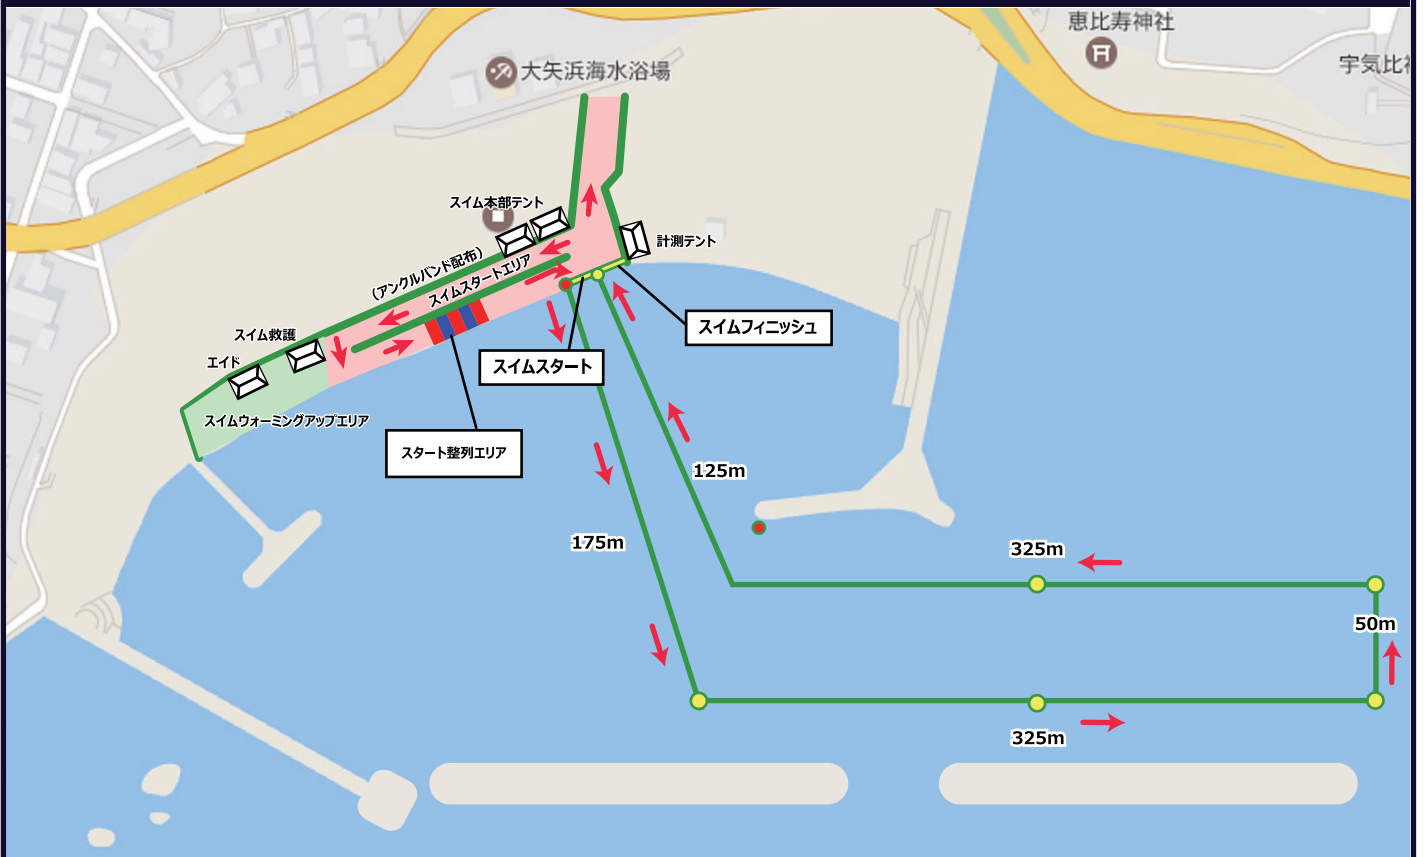 恵比寿神社
宇気比神
大矢浜海水浴場
スイム本部テント
計測テント
(アンクルバンド配布)
スイムスタートエリア
スイムフィニッシュ
スイム救護
エイド
スイムスタート
スイムウォーミングアップエリア
スタート整列エリア
125m
175m
325m
50m
325m